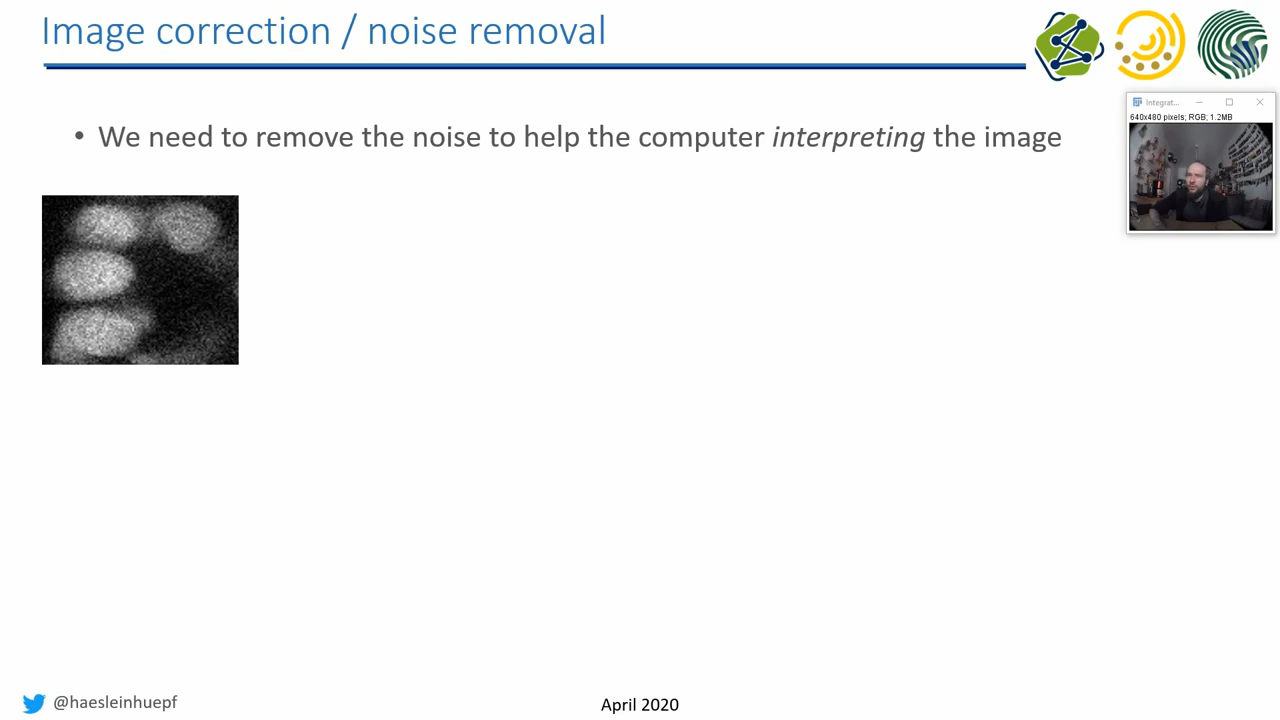 Image correction / noise removal
Integrat...
640x480 pixels; RGB; 1.2MB
• We need to remove the noise to help the computer interpreting the image
@haesleinhuepf
April 2020